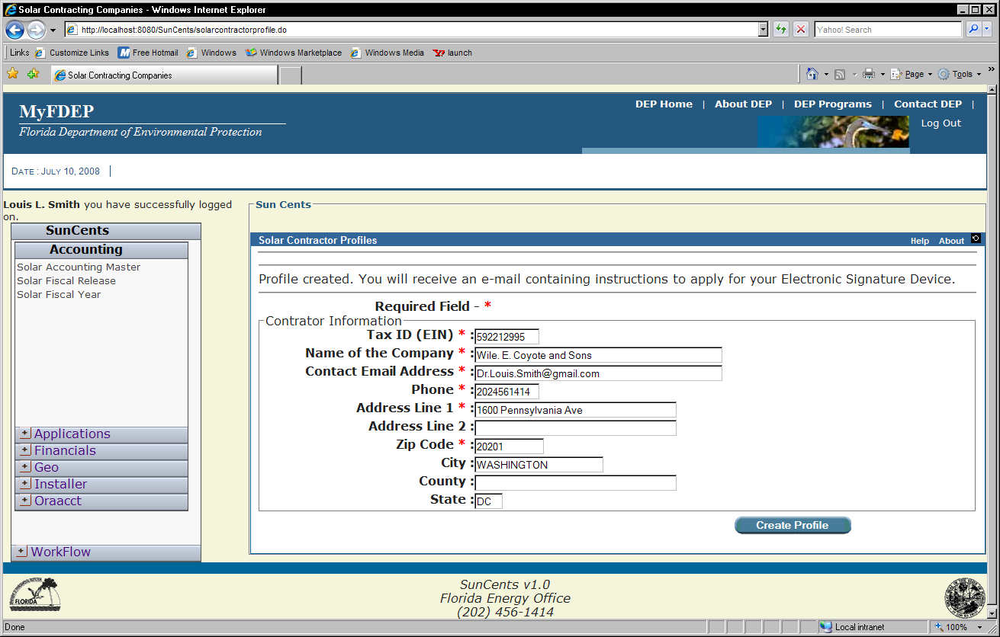 Solar Contracting Companies - Windows Internet Explorer
http://localhost:8080/SunCents/solarcontractorprofile.do
Yahoo! Search
Links Customize Links Free Hotmail Windows Windows Marketplace Windows Media launch
Solar Contracting Companies
Page Tools
MyFDEP
Florida Department of Environmental Protection
DEP Home | About DEP | DEP Programs | Contact DEP |
Log Out
DATE : JULY 10, 2008
Louis L. Smith you have successfully logged
on.
SunCents
Accounting
Solar Accounting Master
Solar Fiscal Release
Solar Fiscal Year
+ Applications
+ Financials
+ Geo
+ Installer
+ Oraacct
+ WorkFlow
Sun Cents
Solar Contractor Profiles Help About
Profile created. You will receive an e-mail containing instructions to apply for your Electronic Signature Device.
Required Field - *
Contrator Information
Tax ID (EIN) * : 592212995
Name of the Company * : Wile. E. Coyote and Sons
Contact Email Address * : Dr.Louis.Smith@gmail.com
Phone * : 2024561414
Address Line 1 * : 1600 Pennsylvania Ave
Address Line 2 :
Zip Code * : 20201
City : WASHINGTON
County :
State : DC
Create Profile
FLORIDA
SunCents v1.0
Florida Energy Office
(202) 456-1414
Done Local intranet 100%